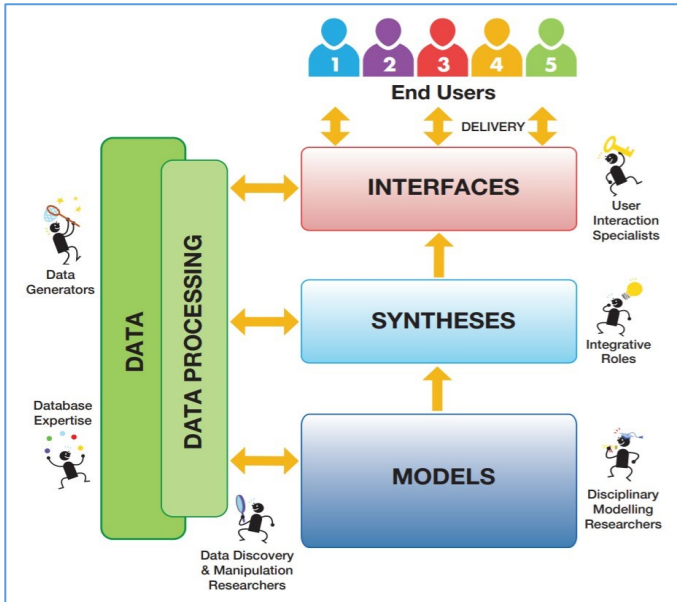 1 2 3 4 5
End Users
DELIVERY
INTERFACES
User
Interaction
Specialists
Data
Generators
DATA
DATA PROCESSING
SYNTHESES
Integrative
Roles
Database
Expertise
MODELS
Disciplinary
Modelling
Researchers
Data Discovery
& Manipulation
Researchers